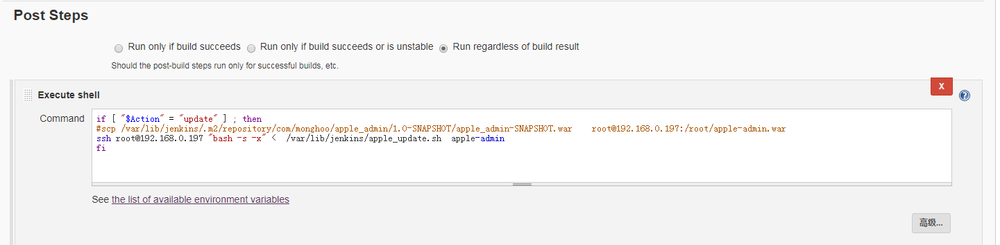 Post Steps
Run only if build succeeds Run only if build succeeds or is unstable Run regardless of build result
Should the post-build steps run only for successful builds, etc.
X
Execute shell
?
Command
if [ "$Action" = "update" ] ; then
#scp /var/lib/jenkins/.m2/repository/com/monghoo/apple_admin/1.0-SNAPSHOT/apple_admin-SNAPSHOT.war root@192.168.0.197:/root/apple-admin.war
ssh root@192.168.0.197 "bash -s -x" < /var/lib/jenkins/apple_update.sh apple-admin
fi
See the list of available environment variables
高级...